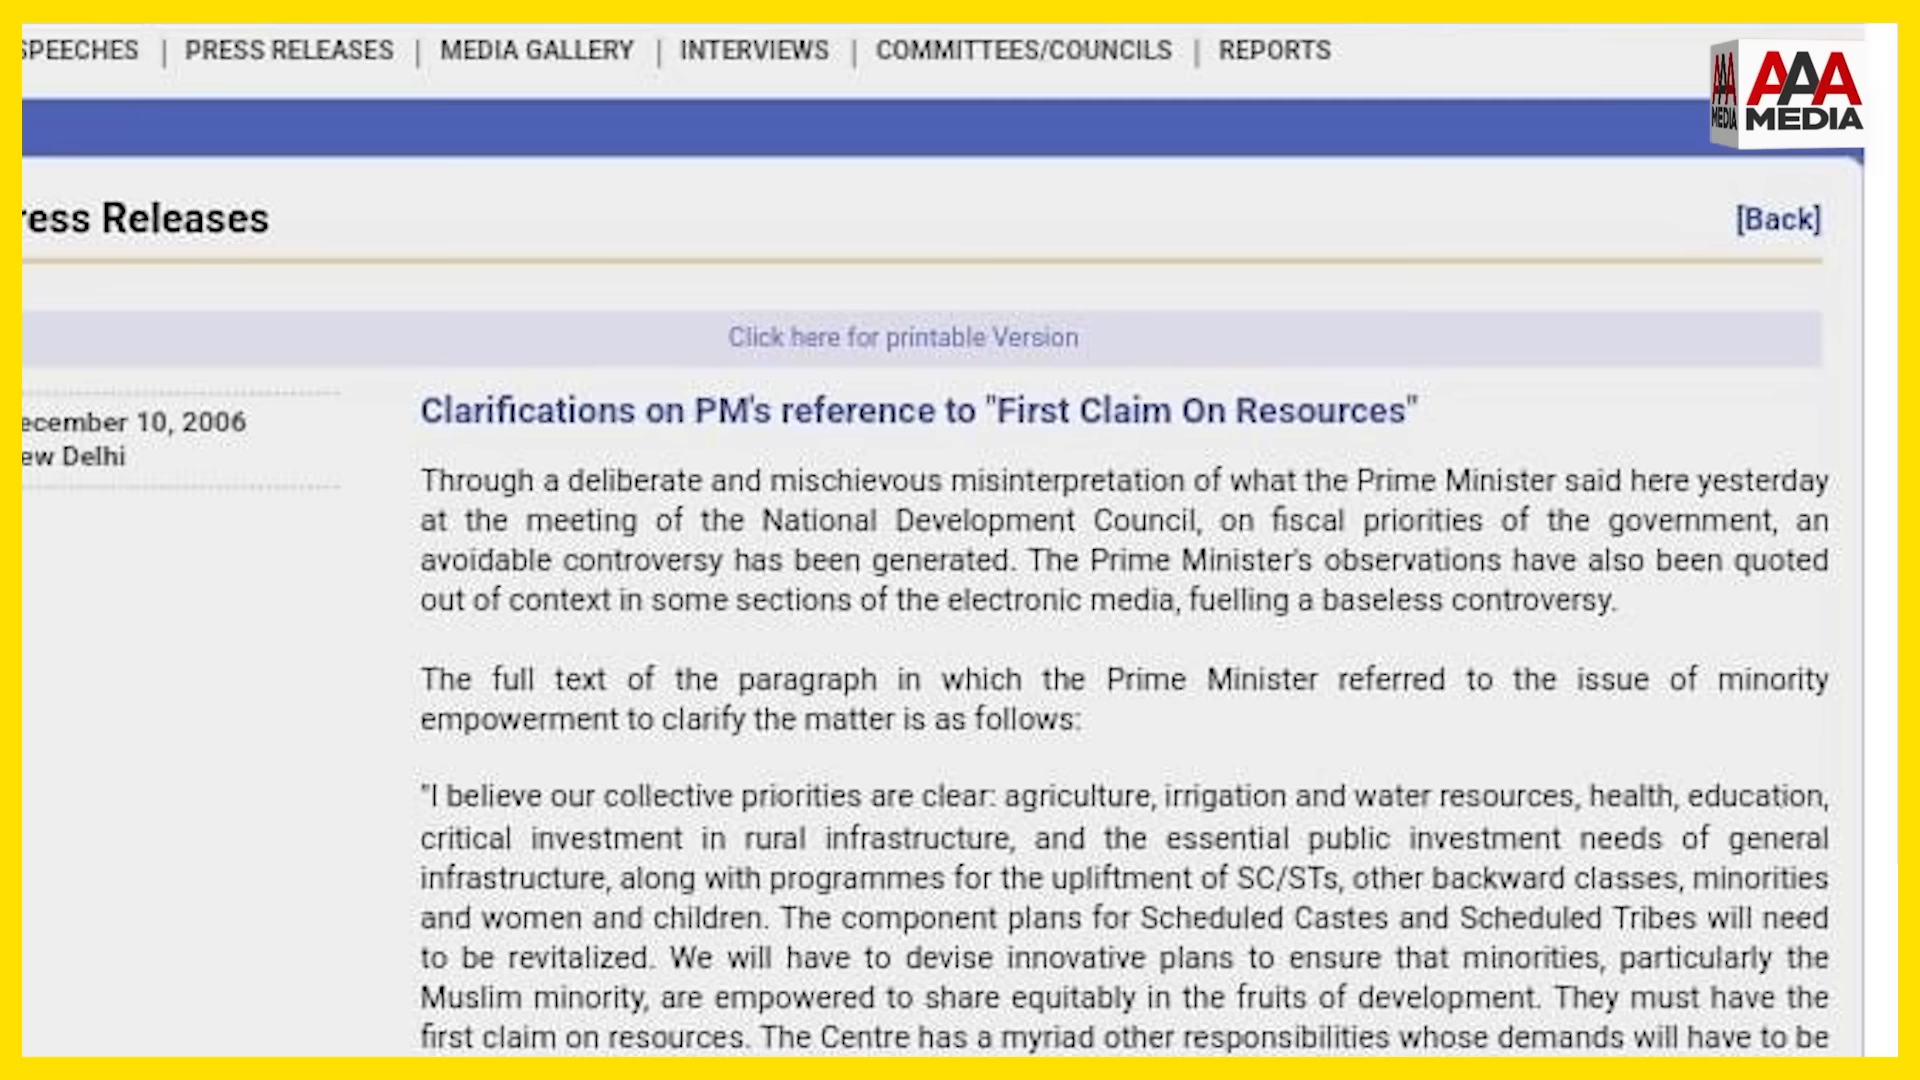 SPEECHES | PRESS RELEASES | MEDIA GALLERY | INTERVIEWS | COMMITTEES/COUNCILS | REPORTS
AAA
MEDIA
AAA
MEDIA
ress Releases
[Back]
Click here for printable Version
ecember 10, 2006
ew Delhi
Clarifications on PM's reference to "First Claim On Resources"
Through a deliberate and mischievous misinterpretation of what the Prime Minister said here yesterday
at the meeting of the National Development Council, on fiscal priorities of the government, an
avoidable controversy has been generated. The Prime Minister's observations have also been quoted
out of context in some sections of the electronic media, fuelling a baseless controversy.
The full text of the paragraph in which the Prime Minister referred to the issue of minority
empowerment to clarify the matter is as follows:
"I believe our collective priorities are clear: agriculture, irrigation and water resources, health, education,
critical investment in rural infrastructure, and the essential public investment needs of general
infrastructure, along with programmes for the upliftment of SC/STs, other backward classes, minorities
and women and children. The component plans for Scheduled Castes and Scheduled Tribes will need
to be revitalized. We will have to devise innovative plans to ensure that minorities, particularly the
Muslim minority, are empowered to share equitably in the fruits of development. They must have the
first claim on resources. The Centre has a myriad other responsibilities whose demands will have to be